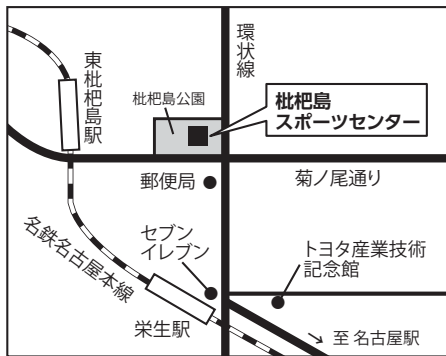 環状線
東枇杷島駅
枇杷島公園
枇杷島
スポーツセンター
郵便局
菊ノ尾通り
名鉄名古屋本線
セブン
イレブン
トヨタ産業技術
記念館
栄生駅
至 名古屋駅